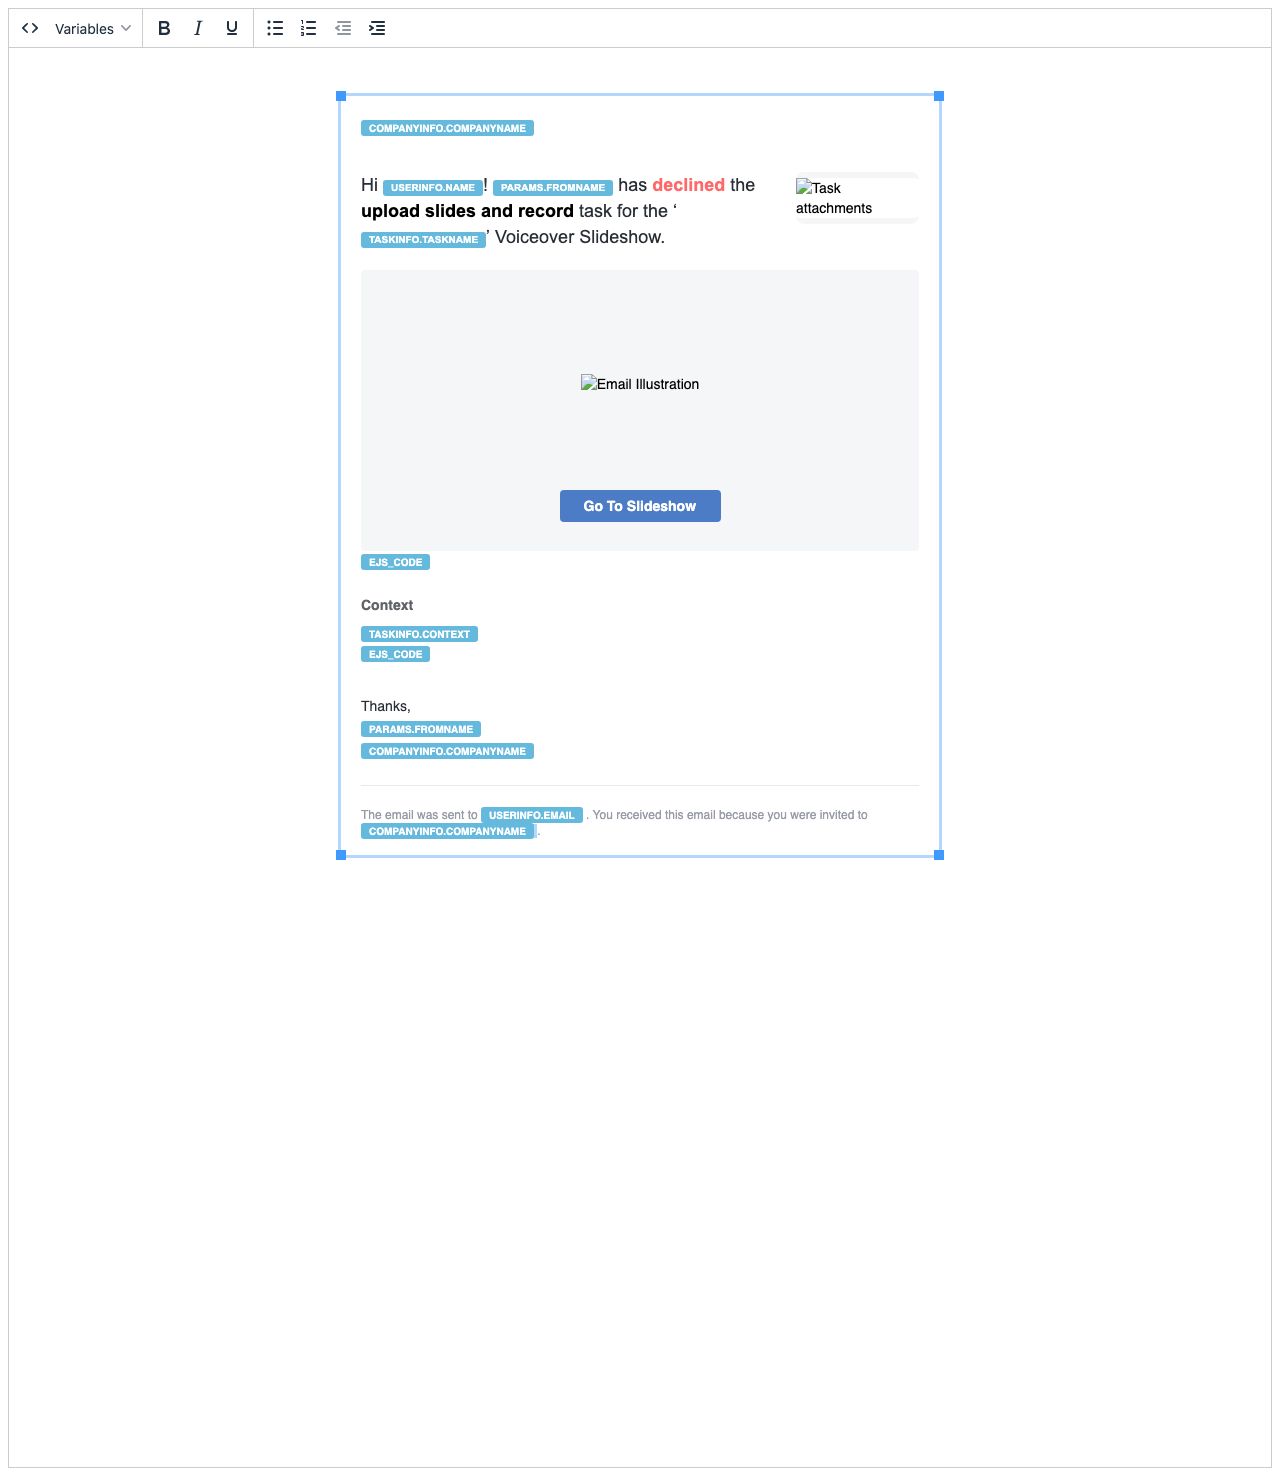 Variables
COMPANYINFO.COMPANYNAME
Hi USERINFO.NAME! PARAMS.FROMNAME has declined the
upload slides and record task for the ‘
TASKINFO.TASKNAME’ Voiceover Slideshow.
Task
attachments
Email Illustration
Go To Slideshow
EJS_CODE
Context
TASKINFO.CONTEXT
EJS_CODE
Thanks,
PARAMS.FROMNAME
COMPANYINFO.COMPANYNAME
The email was sent to USERINFO.EMAIL . You received this email because you were invited to
COMPANYINFO.COMPANYNAME .